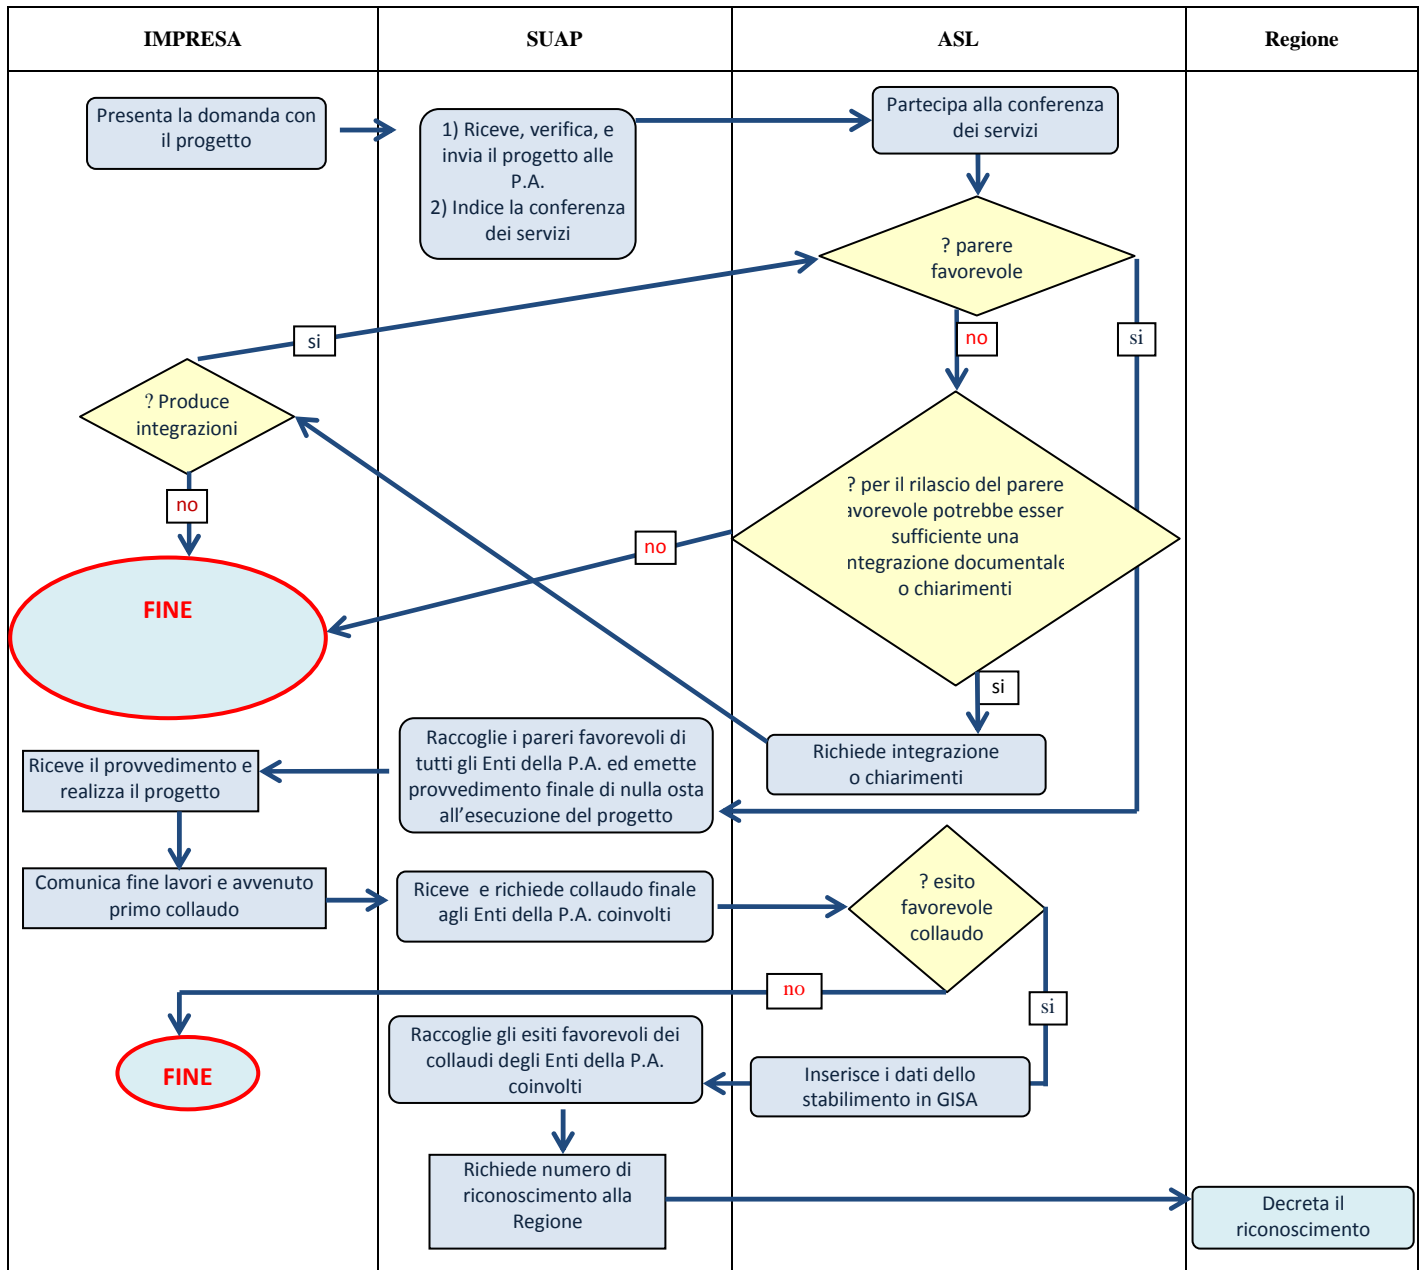 IMPRESA
SUAP
ASL
Regione
Presenta la domanda con
il progetto
1) Riceve, verifica, e
invia il progetto alle
P.A.
2) Indice la conferenza
dei servizi
Partecipa alla conferenza
dei servizi
? parere
favorevole
si
no
si
? Produce
integrazioni
no
? per il rilascio del parere
avorevole potrebbe esser
sufficiente una
ntegrazione documentale
o chiarimenti
no
FINE
si
Richiede integrazione
o chiarimenti
Raccoglie i pareri favorevoli di
tutti gli Enti della P.A. ed emette
provvedimento finale di nulla osta
all’esecuzione del progetto
Riceve il provvedimento e
realizza il progetto
Comunica fine lavori e avvenuto
primo collaudo
Riceve e richiede collaudo finale
agli Enti della P.A. coinvolti
? esito
favorevole
collaudo
no
si
FINE
Raccoglie gli esiti favorevoli dei
collaudi degli Enti della P.A.
coinvolti
Inserisce i dati dello
stabilimento in GISA
Richiede numero di
riconoscimento alla
Regione
Decreta il
riconoscimento